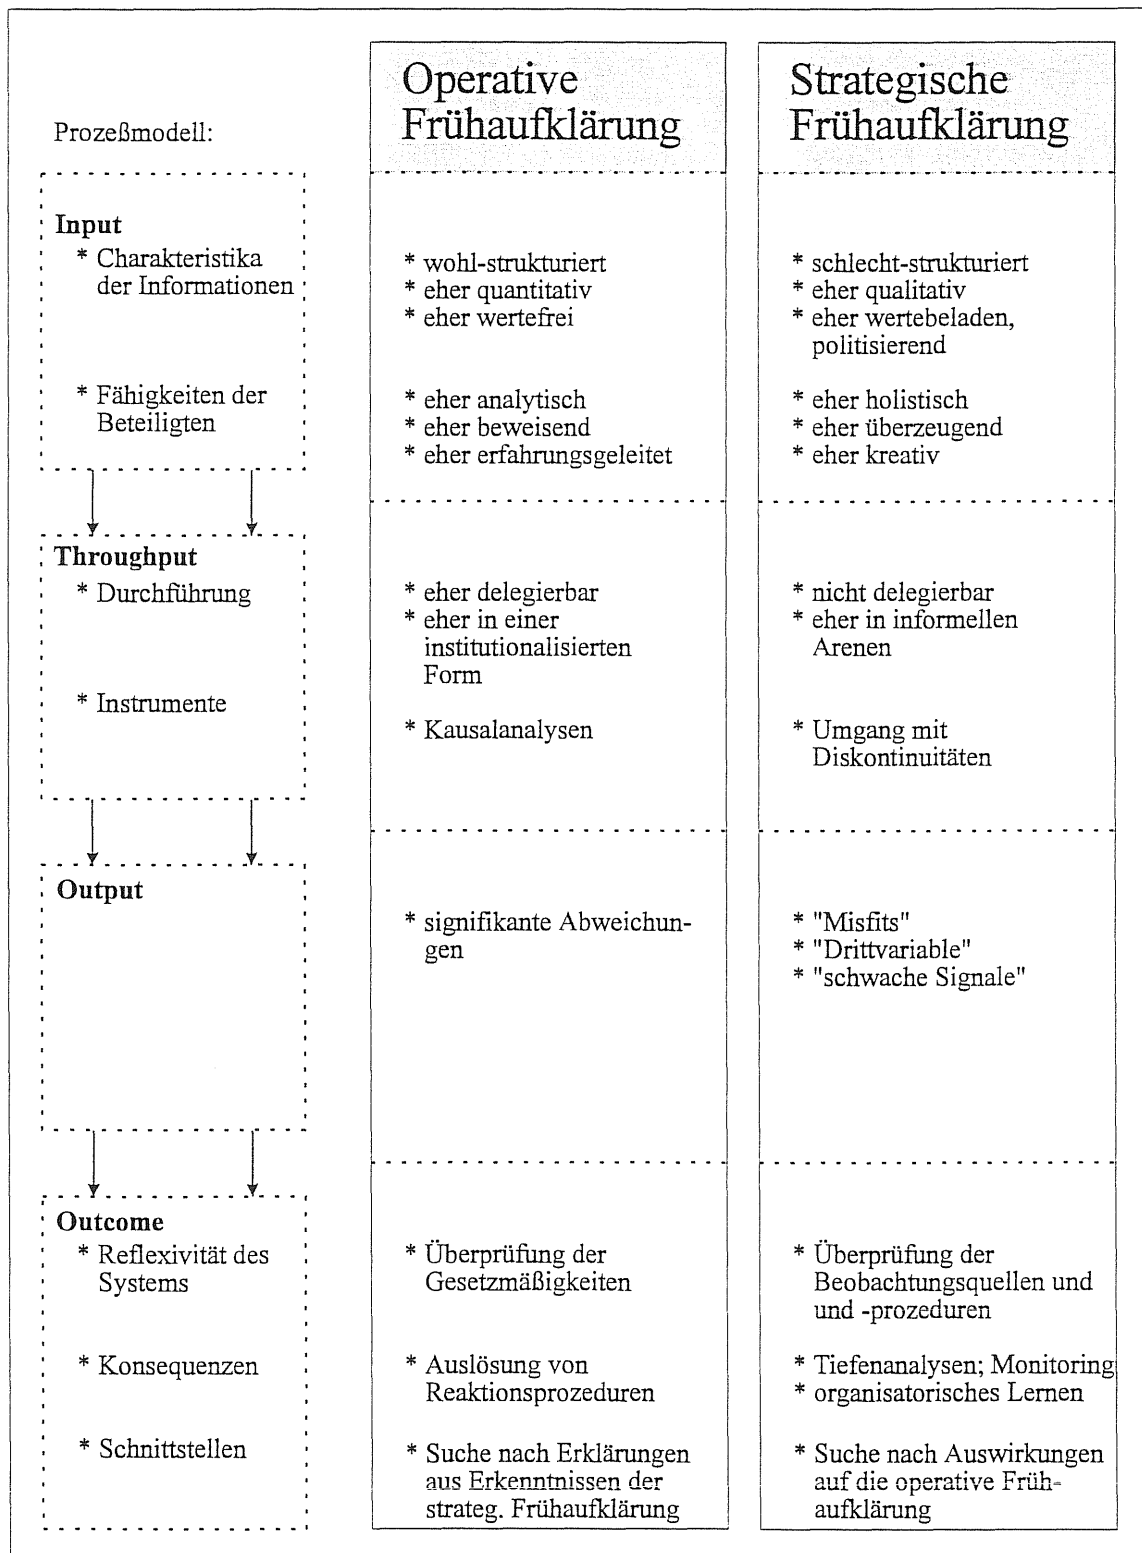 Prozeßmodell:
Input
* Charakteristika
der Informationen
* Fähigkeiten der
Beteiligten
Throughput
* Durchführung
* Instrumente
Output
Outcome
* Reflexivität des
Systems
* Konsequenzen
* Schnittstellen
Operative
Frühaufklärung
* wohl-strukturiert
* eher quantitativ
* eher wertefrei
* eher analytisch
* eher beweisend
* eher erfahrungsgeleitet
* eher delegierbar
* eher in einer
institutionalisierten
Form
* Kausalanalysen
* signifikante Abweichun-
gen
* Überprüfung der
Gesetzmäßigkeiten
* Auslösung von
Reaktionsprozeduren
* Suche nach Erklärungen
aus Erkenntnissen der
strateg. Frühaufklärung
Strategische
Frühaufklärung
* schlecht-strukturiert
* eher qualitativ
* eher wertebeladen,
politisierend
* eher holistisch
* eher überzeugend
* eher kreativ
* nicht delegierbar
* eher in informellen
Arenen
* Umgang mit
Diskontinuitäten
* "Misfits"
* "Drittvariable"
* "schwache Signale"
* Überprüfung der
Beobachtungsquellen und
und -prozeduren
* Tiefenanalysen; Monitoring
* organisatorisches Lernen
* Suche nach Auswirkungen
auf die operative Früh-
aufklärung